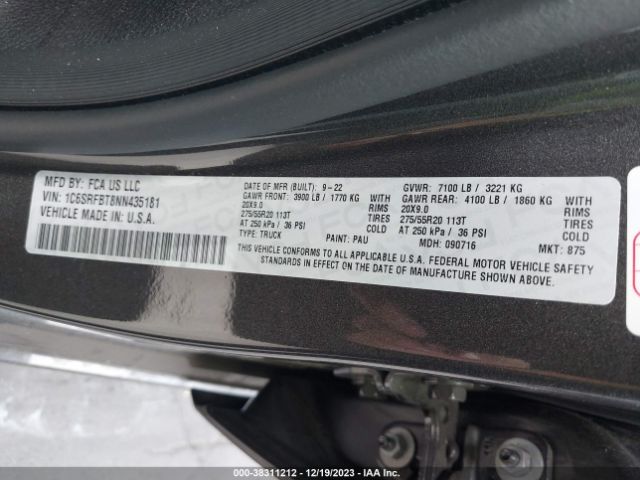 MFD BY: FCA US LLC
VIN: 1C6SRFBT8NN435181
VEHICLE MADE IN U.S.A.
DATE OF MFR (BUILT): 9-22
GAWR FRONT: 3900 LB / 1770 KG WITH
20X9.0 RIMS
275/55R20 113T TIRES
AT 250 kPa / 36 PSI COLD
TYPE: TRUCK PAINT: PAU
GVWR: 7100 LB / 3221 KG
GAWR REAR: 4100 LB / 1860 KG WITH
20X9.0 RIMS
275/55R20 113T TIRES
AT 250 kPa / 36 PSI COLD
MDH: 090716 MKT: 875
THIS VEHICLE CONFORMS TO ALL APPLICABLE U.S.A. FEDERAL MOTOR VEHICLE SAFETY
STANDARDS IN EFFECT ON THE DATE OF MANUFACTURE SHOWN ABOVE.
000-38311212 - 12/19/2023 - IAA Inc.